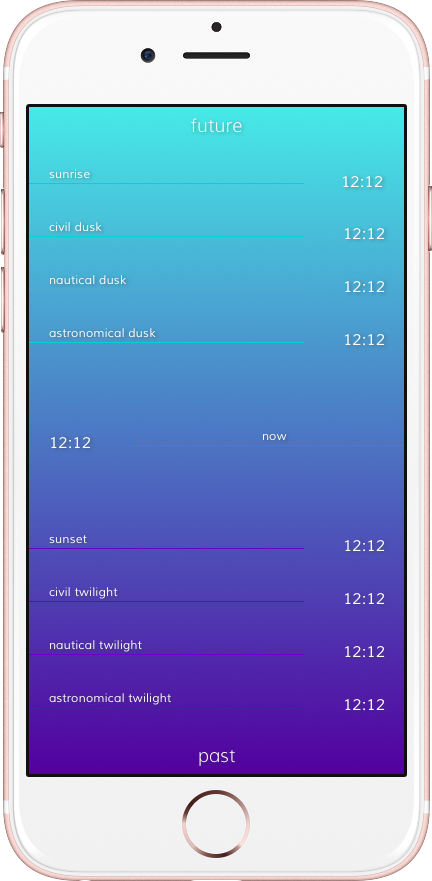 future
sunrise 12:12
civil dusk 12:12
nautical dusk 12:12
astronomical dusk 12:12
12:12 now
sunset 12:12
civil twilight 12:12
nautical twilight 12:12
astronomical twilight 12:12
past